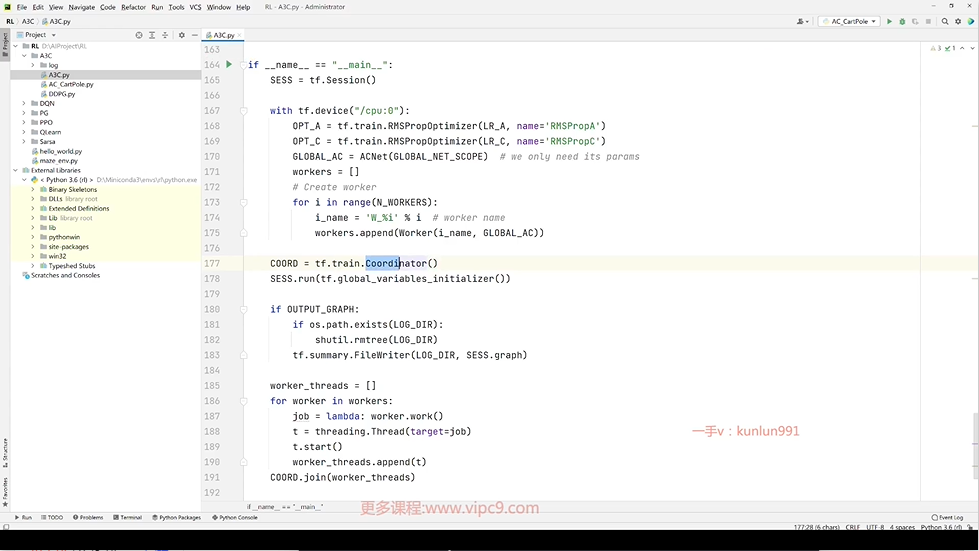 File Edit View Navigate Code Refactor Run Tools VCS Window Help RL - A3C.py - Administrator
RL A3C A3C.py AC_CartPole
Project A3C.py
RL D:\AIProject\RL
A3C
log
A3C.py
AC_CartPole.py
DDPG.py
DQN
PG
PPO
QLearn
Sarsa
hello_world.py
maze_env.py
External Libraries
< Python 3.6 (rl) > D:\Miniconda3\envs\rl\python.exe
Binary Skeletons
DLLs library root
Extended Definitions
Lib library root
lib
pythonwin
site-packages
win32
Typeshed Stubs
Scratches and Consoles
Project
Structure
Favorites
3 1
163
164 if __name__ == "__main__":
165 SESS = tf.Session()
166
167 with tf.device("/cpu:0"):
168 OPT_A = tf.train.RMSPropOptimizer(LR_A, name='RMSPropA')
169 OPT_C = tf.train.RMSPropOptimizer(LR_C, name='RMSPropC')
170 GLOBAL_AC = ACNet(GLOBAL_NET_SCOPE) # we only need its params
171 workers = []
172 # Create worker
173 for i in range(N_WORKERS):
174 i_name = 'W_%i' % i # worker name
175 workers.append(Worker(i_name, GLOBAL_AC))
176
177 COORD = tf.train.Coordinator()
178 SESS.run(tf.global_variables_initializer())
179
180 if OUTPUT_GRAPH:
181 if os.path.exists(LOG_DIR):
182 shutil.rmtree(LOG_DIR)
183 tf.summary.FileWriter(LOG_DIR, SESS.graph)
184
185 worker_threads = []
186 for worker in workers:
187 job = lambda: worker.work()
188 t = threading.Thread(target=job)
189 t.start()
190 worker_threads.append(t)
191 COORD.join(worker_threads)
192
一手v：kunlun991
if __name__ == "__main__"
更多课程:www.vipc9.com
Run TODO Problems Terminal Python Packages Python Console Event Log
177:28 (6 chars) CRLF UTF-8 4 spaces Python 3.6 (rl)